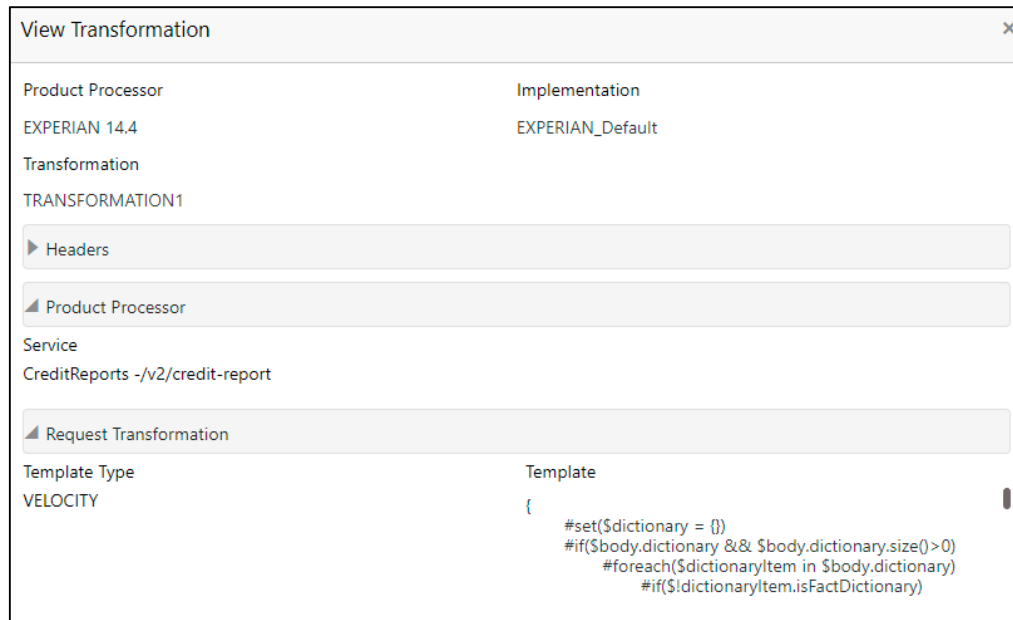 View Transformation
Product Processor
Implementation
EXPERIAN 14.4
EXPERIAN_Default
Transformation
TRANSFORMATION1
Headers
Product Processor
Service
CreditReports -/v2/credit-report
Request Transformation
Template Type
Template
VELOCITY
{
#set($dictionary = {})
#if($body.dictionary && $body.dictionary.size()>0)
#foreach($dictionaryItem in $body.dictionary)
#if($!dictionaryItem.isFactDictionary)